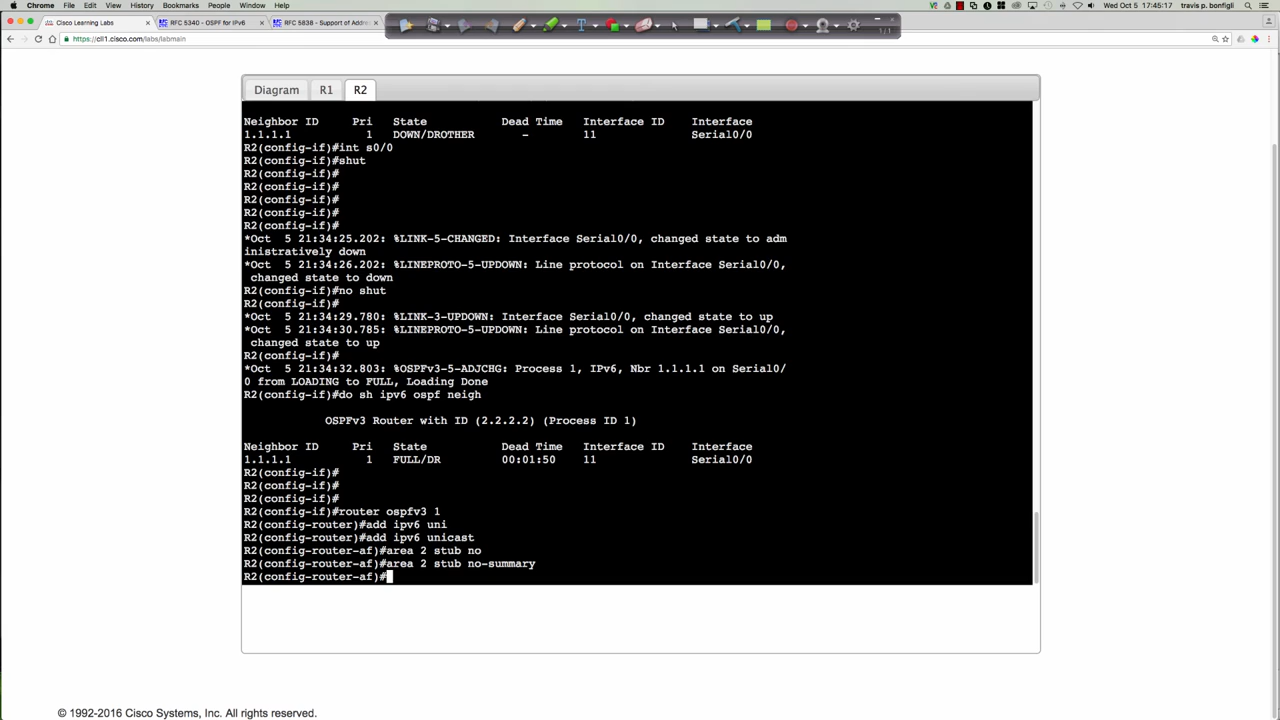 Chrome File Edit View History Bookmarks People Window Help
Wed Oct 5 17:45:17 travis p. bonfigli
Cisco Learning Labs
RFC 5340 - OSPF for IPv6
RFC 5838 - Support of Addre
https://cll1.cisco.com/labs/labmain
Diagram R1 R2
Neighbor ID Pri State Dead Time Interface ID Interface
1.1.1.1 1 DOWN/DROTHER - 11 Serial0/0
R2(config-if)#int s0/0
R2(config-if)#shut
R2(config-if)#
R2(config-if)#
R2(config-if)#
R2(config-if)#
R2(config-if)#
*Oct 5 21:34:25.202: %LINK-5-CHANGED: Interface Serial0/0, changed state to adm
inistratively down
*Oct 5 21:34:26.202: %LINEPROTO-5-UPDOWN: Line protocol on Interface Serial0/0,
changed state to down
R2(config-if)#no shut
R2(config-if)#
*Oct 5 21:34:29.780: %LINK-3-UPDOWN: Interface Serial0/0, changed state to up
*Oct 5 21:34:30.785: %LINEPROTO-5-UPDOWN: Line protocol on Interface Serial0/0,
changed state to up
R2(config-if)#
*Oct 5 21:34:32.803: %OSPFv3-5-ADJCHG: Process 1, IPv6, Nbr 1.1.1.1 on Serial0/
0 from LOADING to FULL, Loading Done
R2(config-if)#do sh ipv6 ospf neigh
OSPFv3 Router with ID (2.2.2.2) (Process ID 1)
Neighbor ID Pri State Dead Time Interface ID Interface
1.1.1.1 1 FULL/DR 00:01:50 11 Serial0/0
R2(config-if)#
R2(config-if)#
R2(config-if)#
R2(config-if)#router ospfv3 1
R2(config-router)#add ipv6 uni
R2(config-router)#add ipv6 unicast
R2(config-router-af)#area 2 stub no
R2(config-router-af)#area 2 stub no-summary
R2(config-router-af)#
© 1992-2016 Cisco Systems, Inc. All rights reserved.